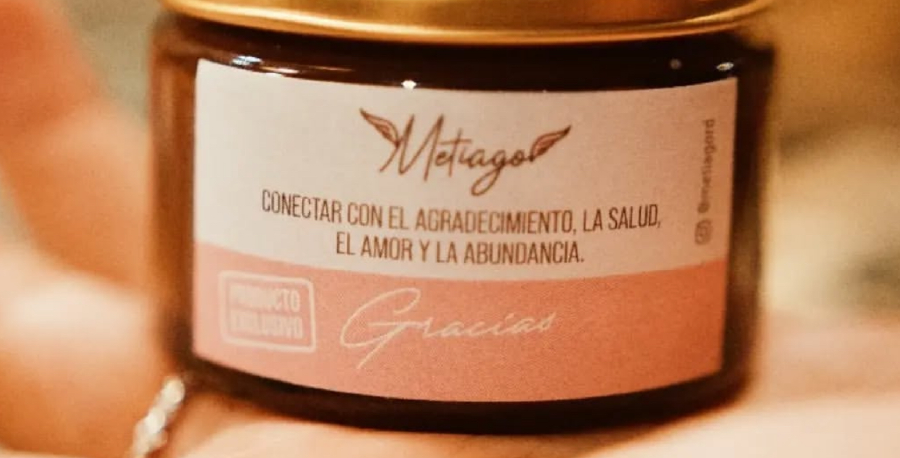 Metiago
CONECTAR CON EL AGRADECIMIENTO, LA SALUD,
EL AMOR Y LA ABUNDANCIA.
PRODUCTO
EXCLUSIVO
Gracias
@metiagord